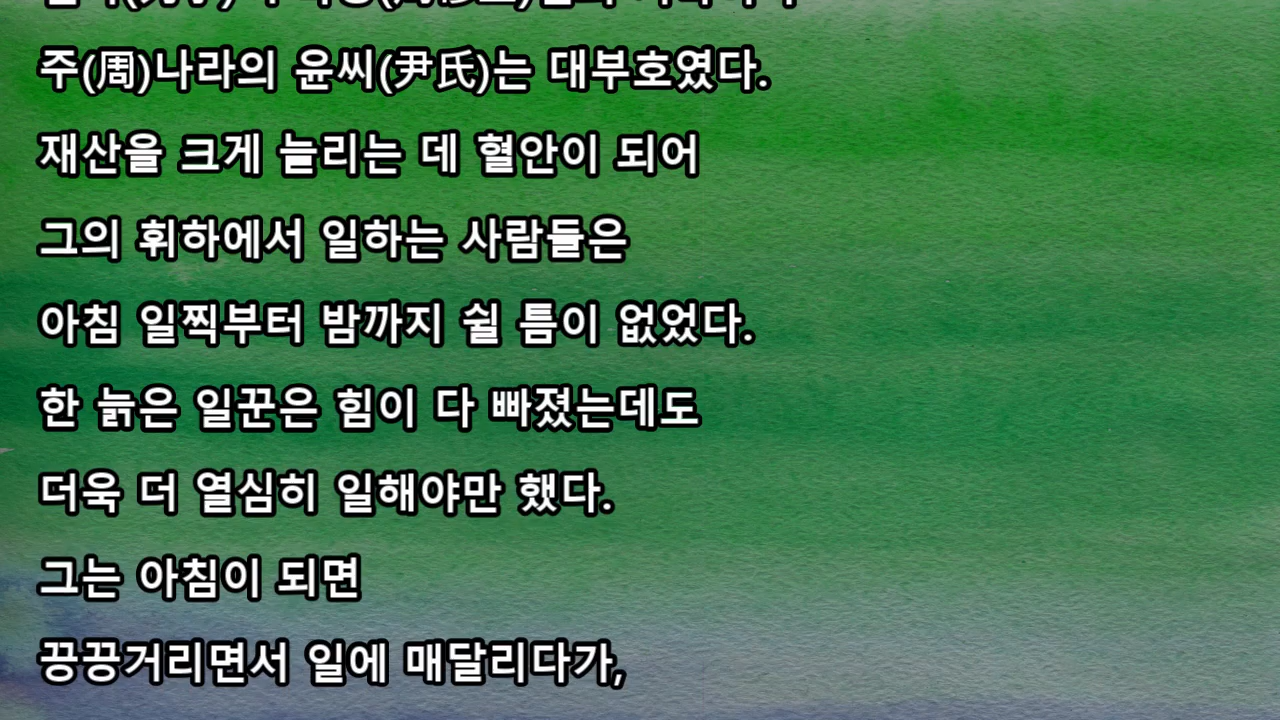 주(周)나라의 윤씨(尹氏)는 대부호였다.
재산을 크게 늘리는 데 혈안이 되어
그의 휘하에서 일하는 사람들은
아침 일찍부터 밤까지 쉴 틈이 없었다.
한 늙은 일꾼은 힘이 다 빠졌는데도
더욱 더 열심히 일해야만 했다.
그는 아침이 되면
끙끙거리면서 일에 매달리다가,